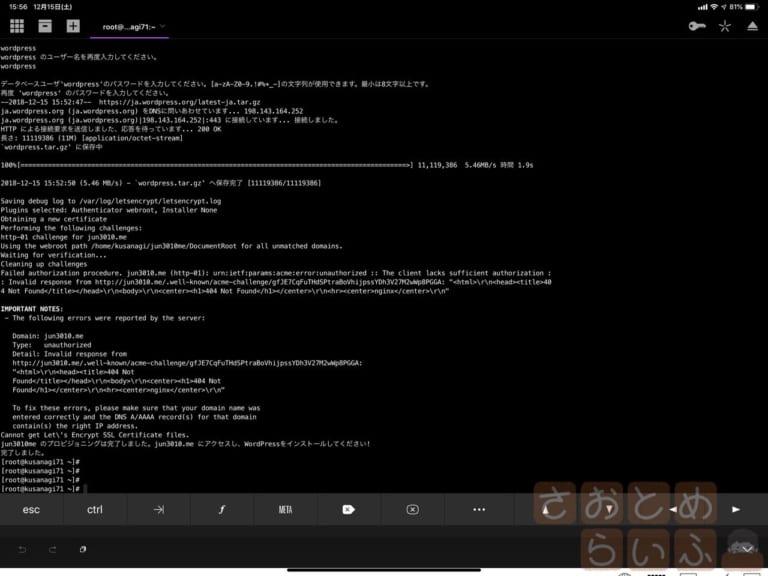 15:56 12月15日(土)
81%
root@...agi71:~
wordpress
wordpress のユーザー名を再度入力してください。
wordpress
データベースユーザ'wordpress'のパスワードを入力してください。[a-zA-Z0-9.!#%+_-]の文字列が使用できます。最小は8文字以上です。
再度 'wordpress' のパスワードを入力してください。
--2018-12-15 15:52:47-- https://ja.wordpress.org/latest-ja.tar.gz
ja.wordpress.org (ja.wordpress.org) をDNSに問いあわせています... 198.143.164.252
ja.wordpress.org (ja.wordpress.org)|198.143.164.252|:443 に接続しています... 接続しました。
HTTP による接続要求を送信しました、応答を待っています... 200 OK
長さ: 11119386 (11M) [application/octet-stream]
`wordpress.tar.gz' に保存中
100%[=====================================================================================>] 11,119,386 5.46MB/s 時間 1.9s
2018-12-15 15:52:50 (5.46 MB/s) - `wordpress.tar.gz' へ保存完了 [11119386/11119386]
Saving debug log to /var/log/letsencrypt/letsencrypt.log
Plugins selected: Authenticator webroot, Installer None
Obtaining a new certificate
Performing the following challenges:
http-01 challenge for jun3010.me
Using the webroot path /home/kusanagi/jun3010me/DocumentRoot for all unmatched domains.
Waiting for verification...
Cleaning up challenges
Failed authorization procedure. jun3010.me (http-01): urn:ietf:params:acme:error:unauthorized :: The client lacks sufficient authorization :
: Invalid response from http://jun3010.me/.well-known/acme-challenge/gfJE7CqFuTHdSPtraBoVhijpssYDh3V27M2wWp8PGGA: "<html>\r\n<head><title>40
4 Not Found</title></head>\r\n<body>\r\n<center><h1>404 Not Found</h1></center>\r\n<hr><center>nginx</center>\r\n"
IMPORTANT NOTES:
- The following errors were reported by the server:
Domain: jun3010.me
Type: unauthorized
Detail: Invalid response from
http://jun3010.me/.well-known/acme-challenge/gfJE7CqFuTHdSPtraBoVhijpssYDh3V27M2wWp8PGGA:
"<html>\r\n<head><title>404 Not
Found</title></head>\r\n<body>\r\n<center><h1>404 Not
Found</h1></center>\r\n<hr><center>nginx</center>\r\n"
To fix these errors, please make sure that your domain name was
entered correctly and the DNS A/AAAA record(s) for that domain
contain(s) the right IP address.
Cannot get Let\'s Encrypt SSL Certificate files.
jun3010me のプロビジョニングは完了しました。jun3010.me にアクセスし、WordPressをインストールしてください!
完了しました。
[root@kusanagi71 ~]#
[root@kusanagi71 ~]#
[root@kusanagi71 ~]#
[root@kusanagi71 ~]#
esc ctrl f META ...
さおとめ
らいふ